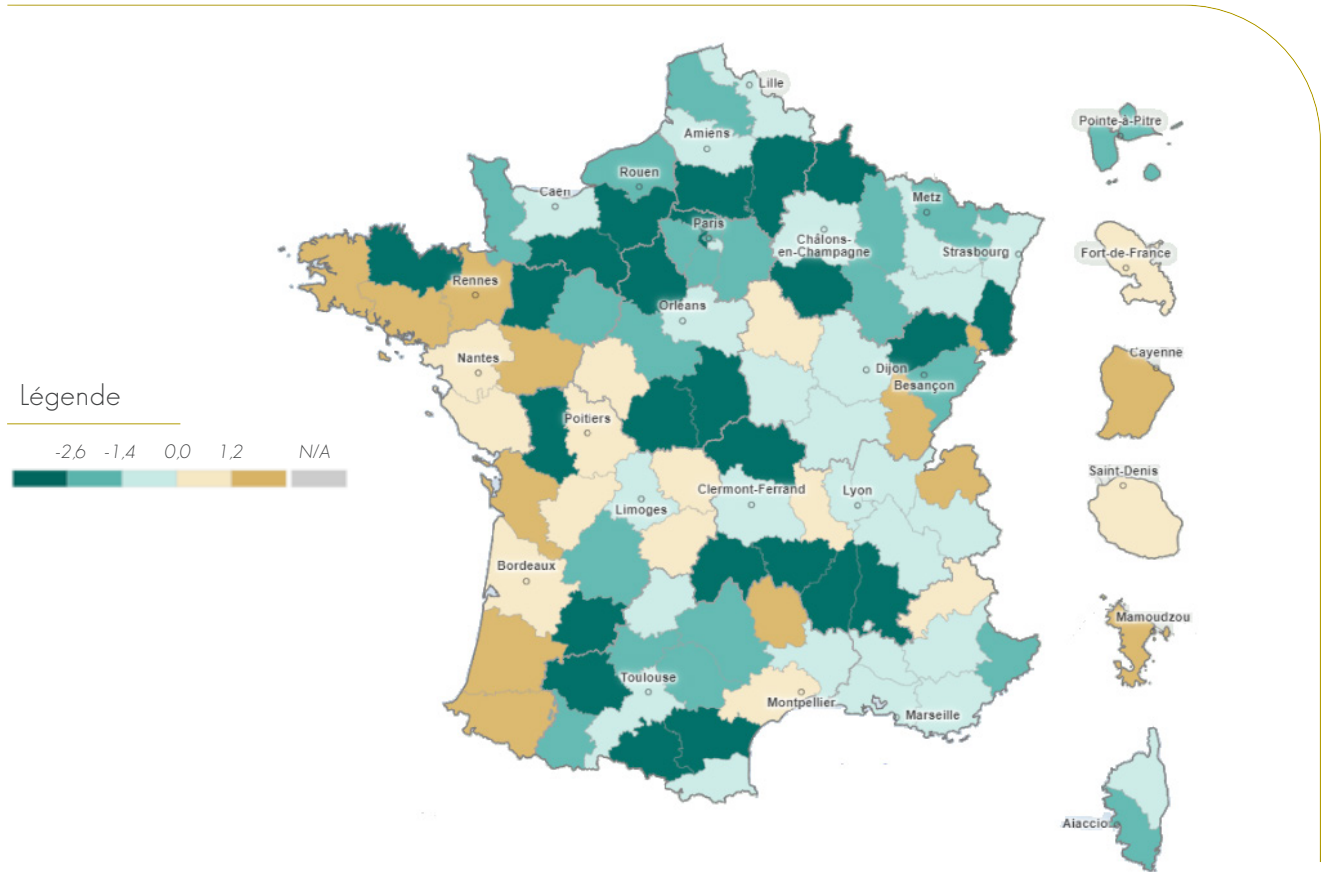 Lille
Pointe-à-Pitre
Amiens
Rouen
Caen
Metz
Paris
Châlons-
en-Champagne
Strasbourg
Fort-de-France
Rennes
Orléans
Cayenne
Nantes
Dijon
Besançon
Légende
Poitiers
-2,6 -1,4 0,0 1,2 N/A
Saint-Denis
Clermont-Ferrand
Lyon
Limoges
Bordeaux
Mamoudzou
Toulouse
Montpellier
Marseille
Aiaccio